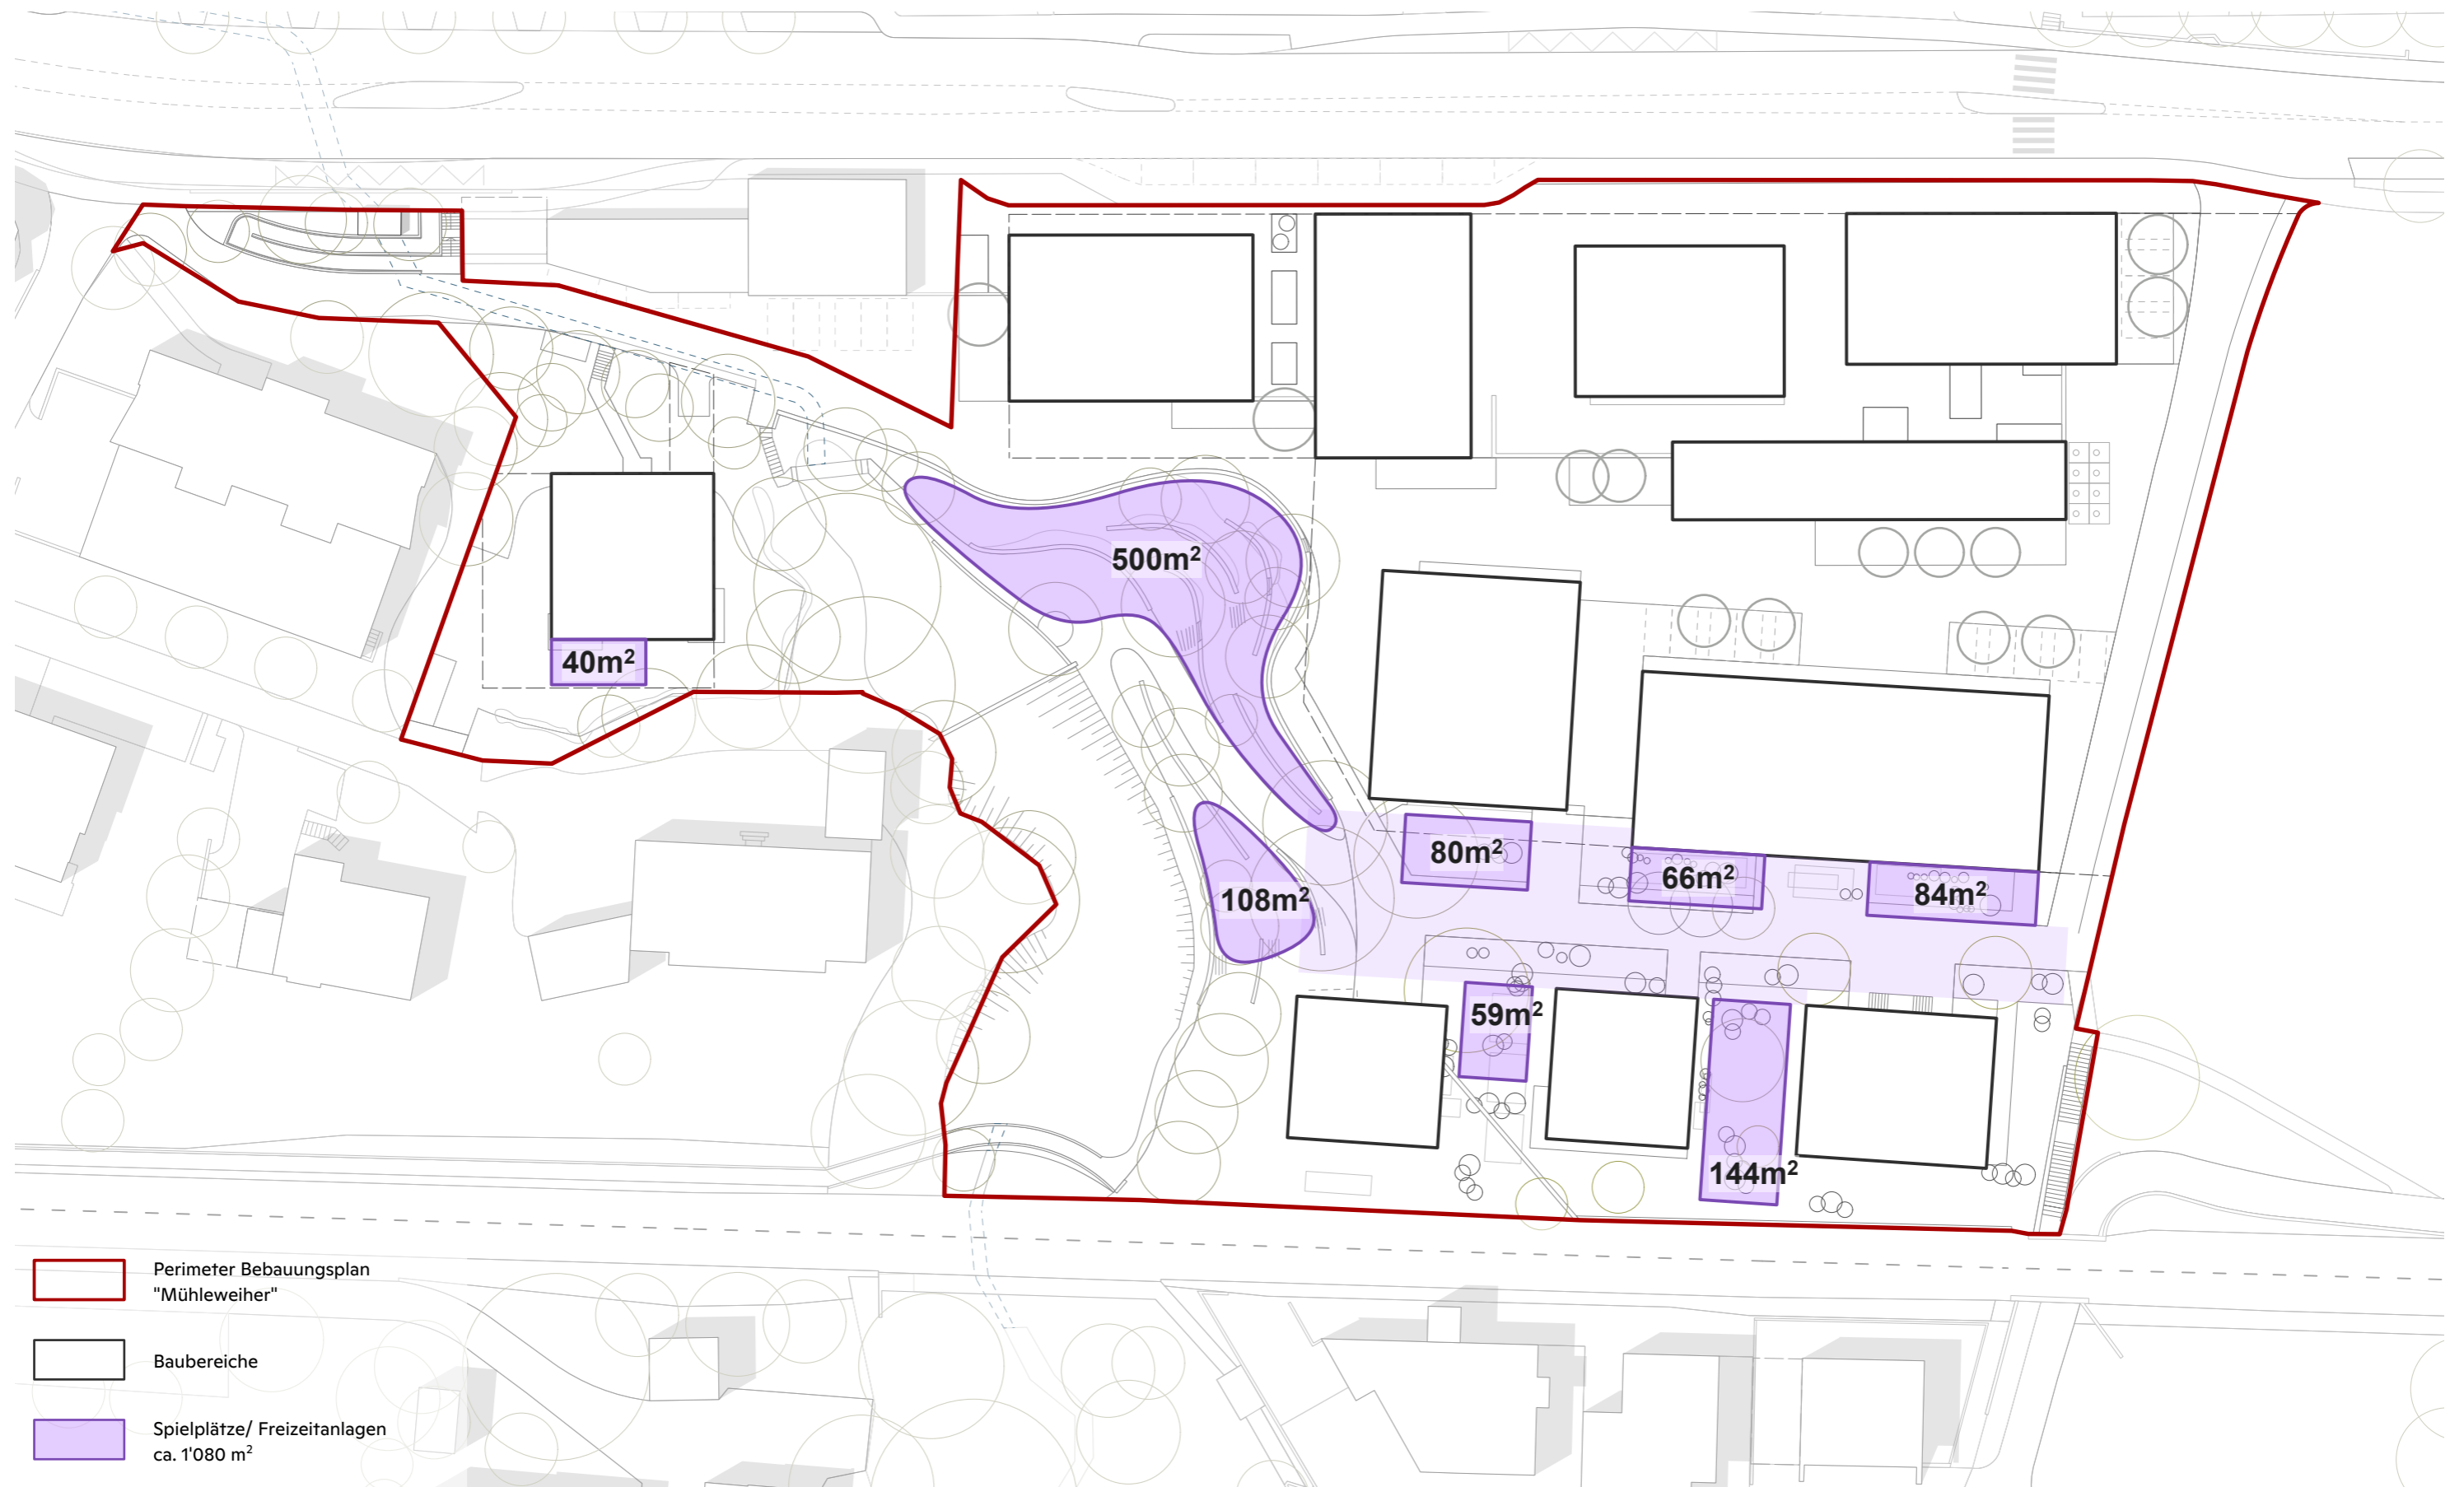 500m²
40m²
80m²
66m²
84m²
108m²
59m²
144m²
Perimeter Bebauungsplan
"Mühleweiher"
Baubereiche
Spielplätze/ Freizeitanlagen
ca. 1'080 m²